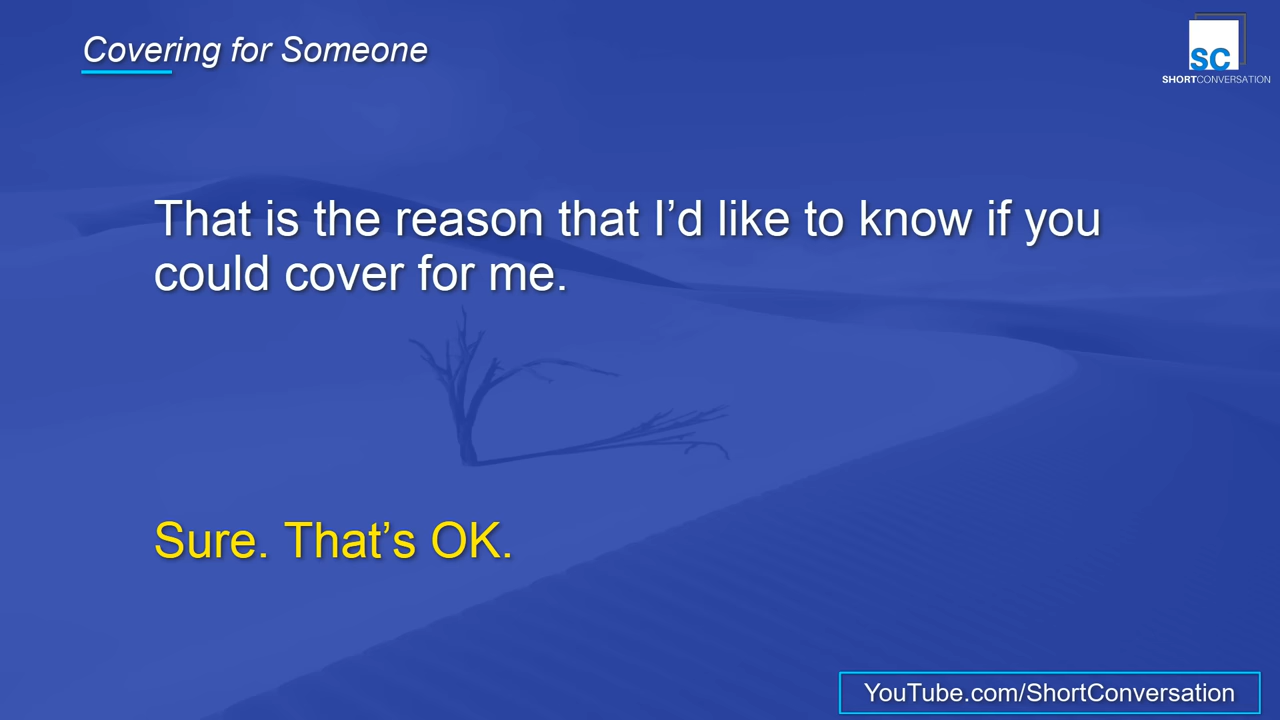 Covering for Someone
SC
SHORTCONVERSATION
That is the reason that I’d like to know if you
could cover for me.
Sure. That’s OK.
YouTube.com/ShortConversation